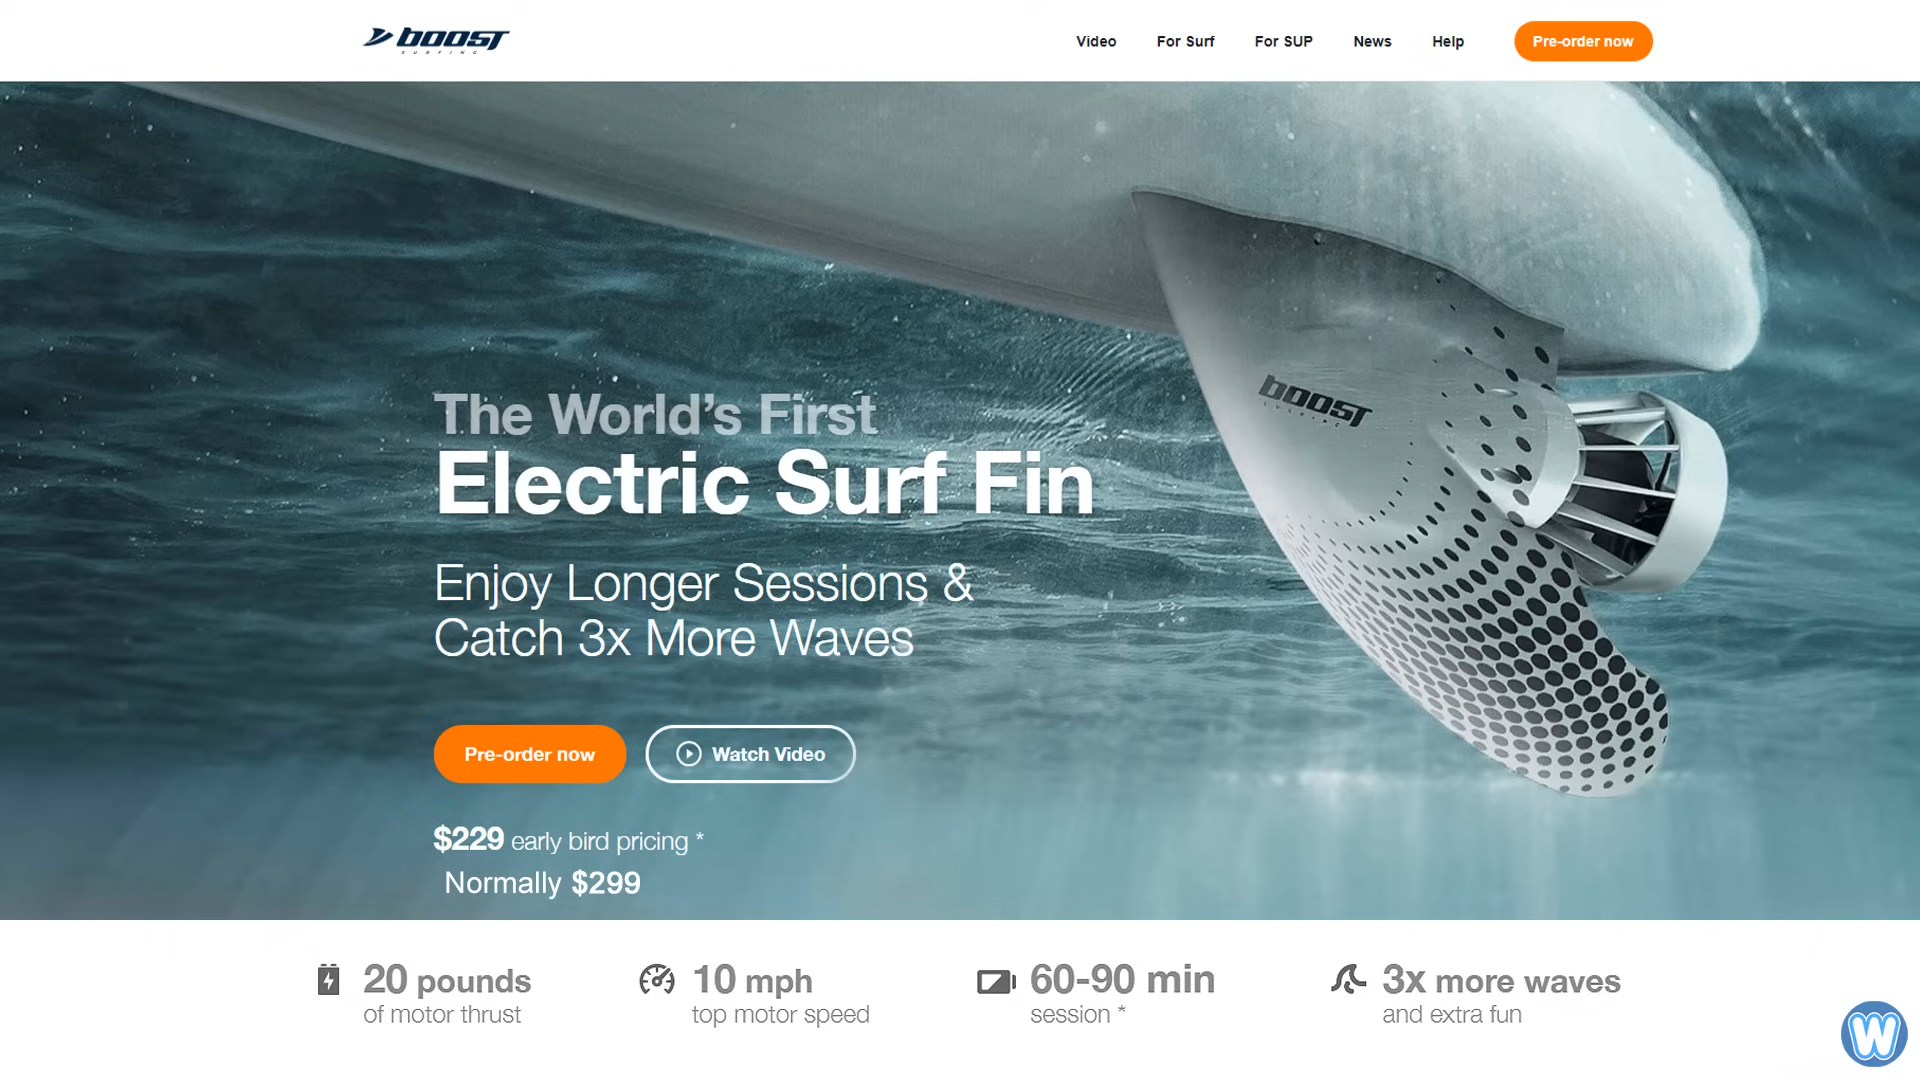 boost
SURFING
Video
For Surf
For SUP
News
Help
Pre-order now
boost
The World's First
Electric Surf Fin
Enjoy Longer Sessions &
Catch 3x More Waves
Pre-order now
Watch Video
$229 early bird pricing *
Normally $299
20 pounds
of motor thrust
10 mph
top motor speed
60-90 min
session *
3x more waves
and extra fun
W